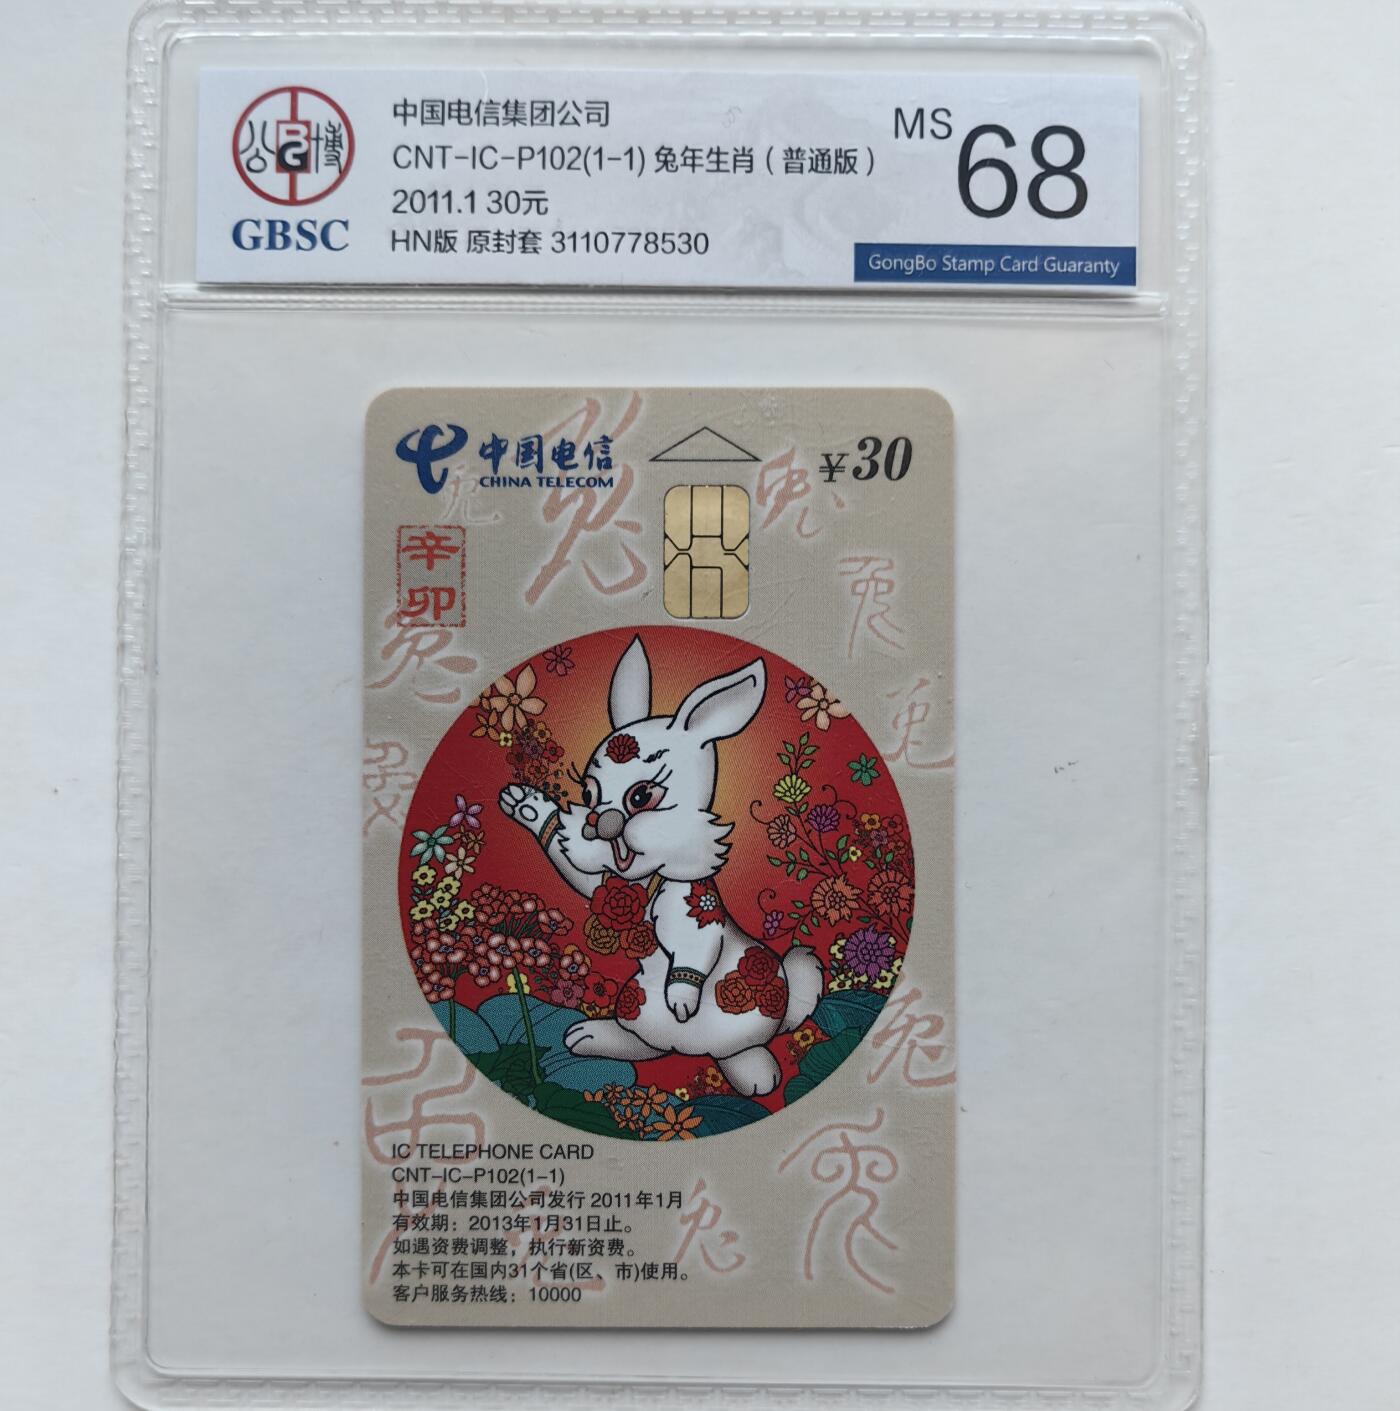 公博
BG
GBSC
中国电信集团公司
CNT-IC-P102(1-1) 兔年生肖 ( 普通版 )
2011.1 30元
HN版 原封套 3110778530
MS 68
GongBo Stamp Card Guaranty
中国电信
CHINA TELECOM
¥30
辛卯
兔
IC TELEPHONE CARD
CNT-IC-P102(1-1)
中国电信集团公司发行 2011年1月
有效期：2013年1月31日止。
如遇资费调整，执行新资费。
本卡可在国内31个省(区、市)使用。
客户服务热线：10000